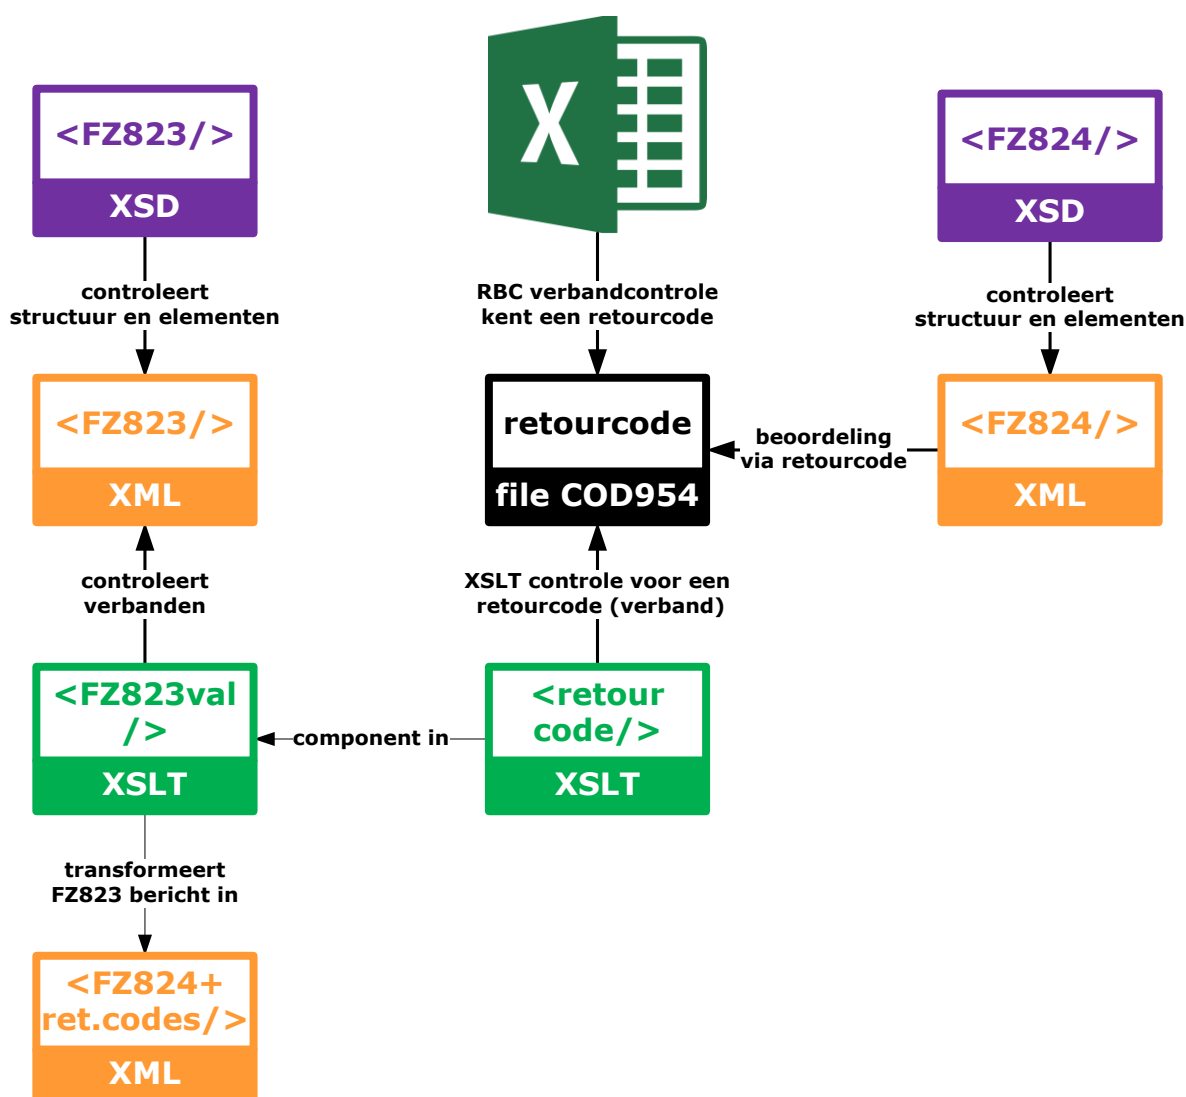 <FZ823/>
XSD
controleert
structuur en elementen
<FZ823/>
XML
controleert
verbanden
<FZ823val
/>
XSLT
transformeert
FZ823 bericht in
<FZ824+
ret.codes/>
XML
X
RBC verbandcontrole
kent een retourcode
retourcode
file COD954
XSLT controle voor een
retourcode (verband)
<retour
code/>
XSLT
component in
<FZ824/>
XSD
controleert
structuur en elementen
<FZ824/>
XML
beoordeling
via retourcode